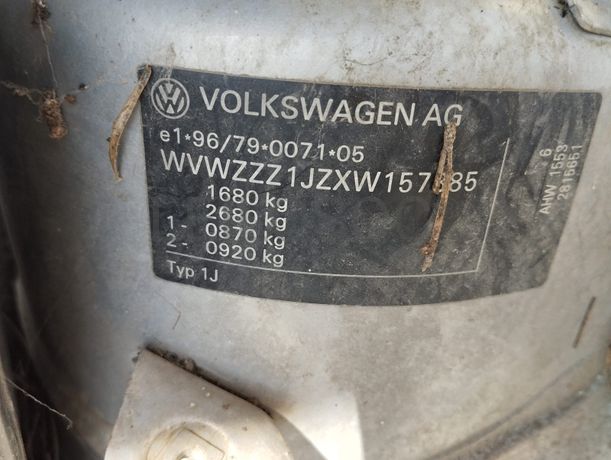 VOLKSWAGEN AG
e1*96/79*0071*05
1680 kg
2680 kg
1- 0870 kg
2- 0920 kg
Typ 1J
6
AHW 1553
2815651